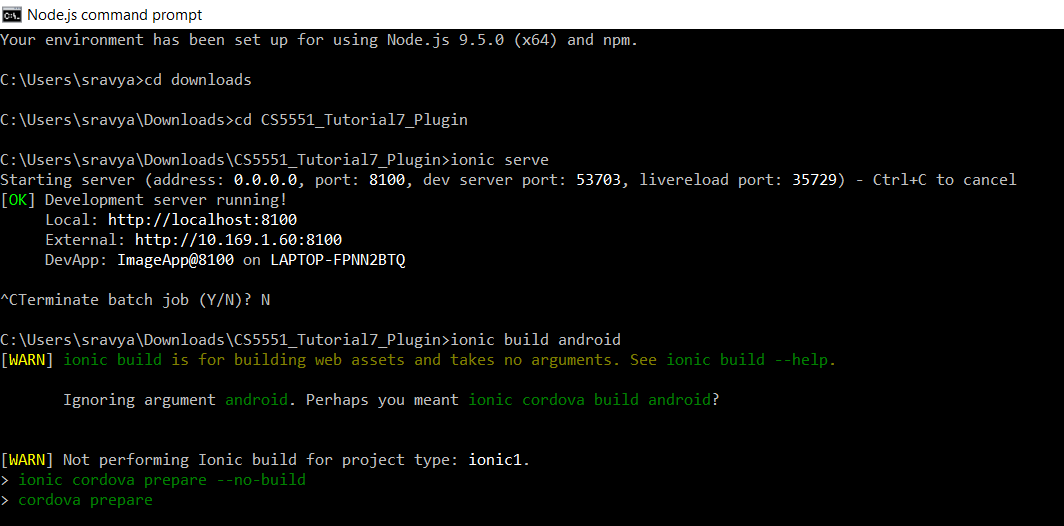 Node.js command prompt
Your environment has been set up for using Node.js 9.5.0 (x64) and npm.
C:\Users\sravya>cd downloads
C:\Users\sravya\Downloads>cd CS5551_Tutorial7_Plugin
C:\Users\sravya\Downloads\CS5551_Tutorial7_Plugin>ionic serve
Starting server (address: 0.0.0.0, port: 8100, dev server port: 53703, livereload port: 35729) - Ctrl+C to cancel
[OK] Development server running!
Local: http://localhost:8100
External: http://10.169.1.60:8100
DevApp: ImageApp@8100 on LAPTOP-FPNN2BTQ
^CTerminate batch job (Y/N)? N
C:\Users\sravya\Downloads\CS5551_Tutorial7_Plugin>ionic build android
[WARN] ionic build is for building web assets and takes no arguments. See ionic build --help.
Ignoring argument android. Perhaps you meant ionic cordova build android?
[WARN] Not performing Ionic build for project type: ionic1.
> ionic cordova prepare --no-build
> cordova prepare